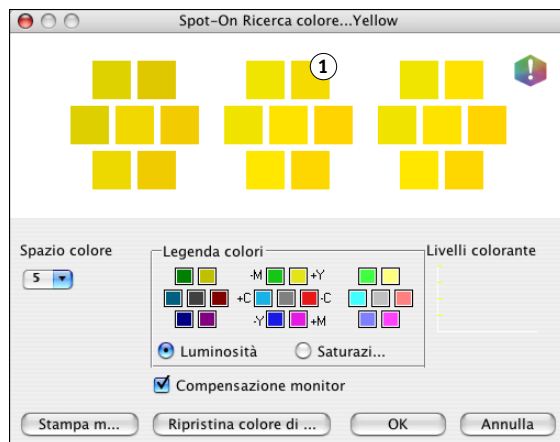 Spot-On Ricerca colore...Yellow
1
Spazio colore
5
Legenda colori
-M +Y
+C -C
-Y +M
Luminosità
Saturazi...
Livelli colorante
Compensazione monitor
Stampa m...
Ripristina colore di ...
OK
Annulla